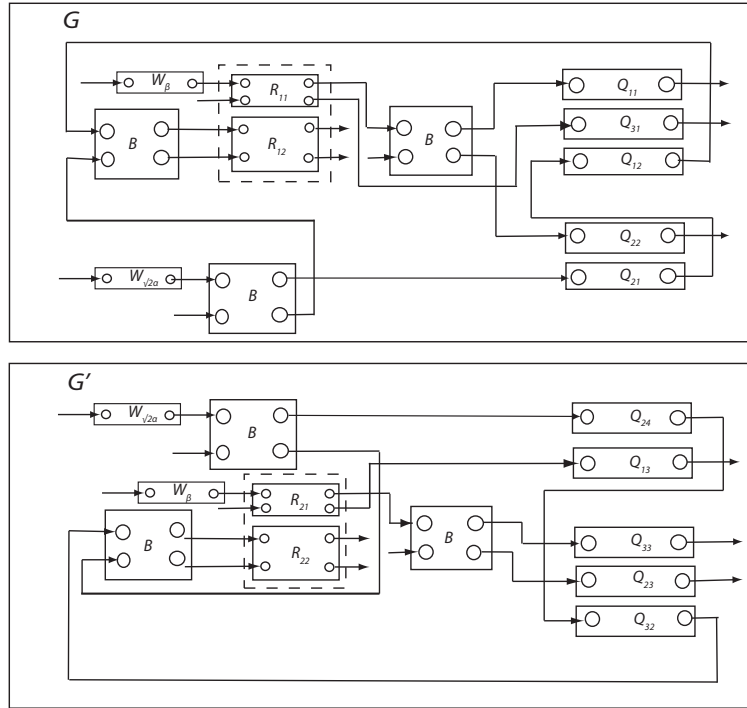 G
W_β
R_11
Q_11
B
R_12
B
Q_31
Q_12
Q_22
W_√2α
B
Q_21
G'
W_√2α
B
Q_24
W_β
R_21
Q_13
B
R_22
B
Q_33
Q_23
Q_32